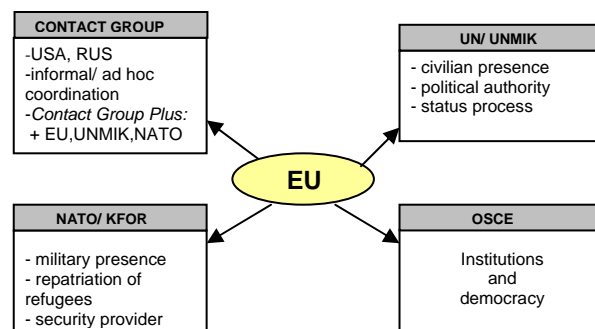 CONTACT GROUP
-USA, RUS
-informal/ ad hoc
coordination
-Contact Group Plus:
+ EU,UNMIK,NATO
UN/ UNMIK
- civilian presence
- political authority
- status process
EU
NATO/ KFOR
- military presence
- repatriation of
refugees
- security provider
OSCE
Institutions
and
democracy